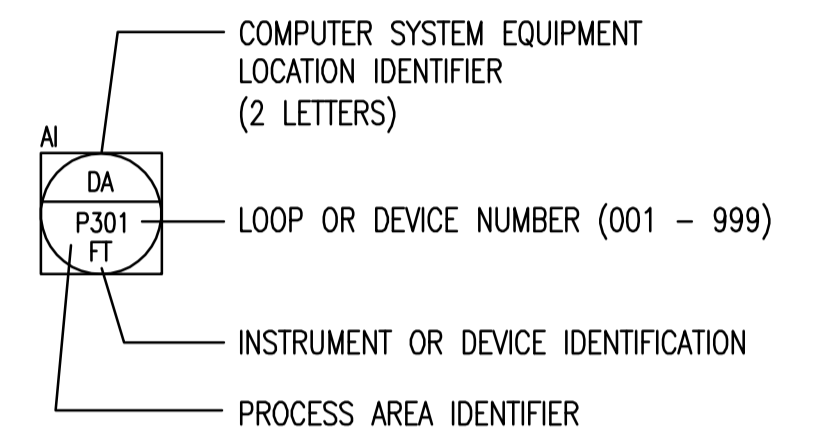 COMPUTER SYSTEM EQUIPMENT
LOCATION IDENTIFIER
(2 LETTERS)
AI
DA
P301
LOOP OR DEVICE NUMBER (001 – 999)
FT
INSTRUMENT OR DEVICE IDENTIFICATION
PROCESS AREA IDENTIFIER